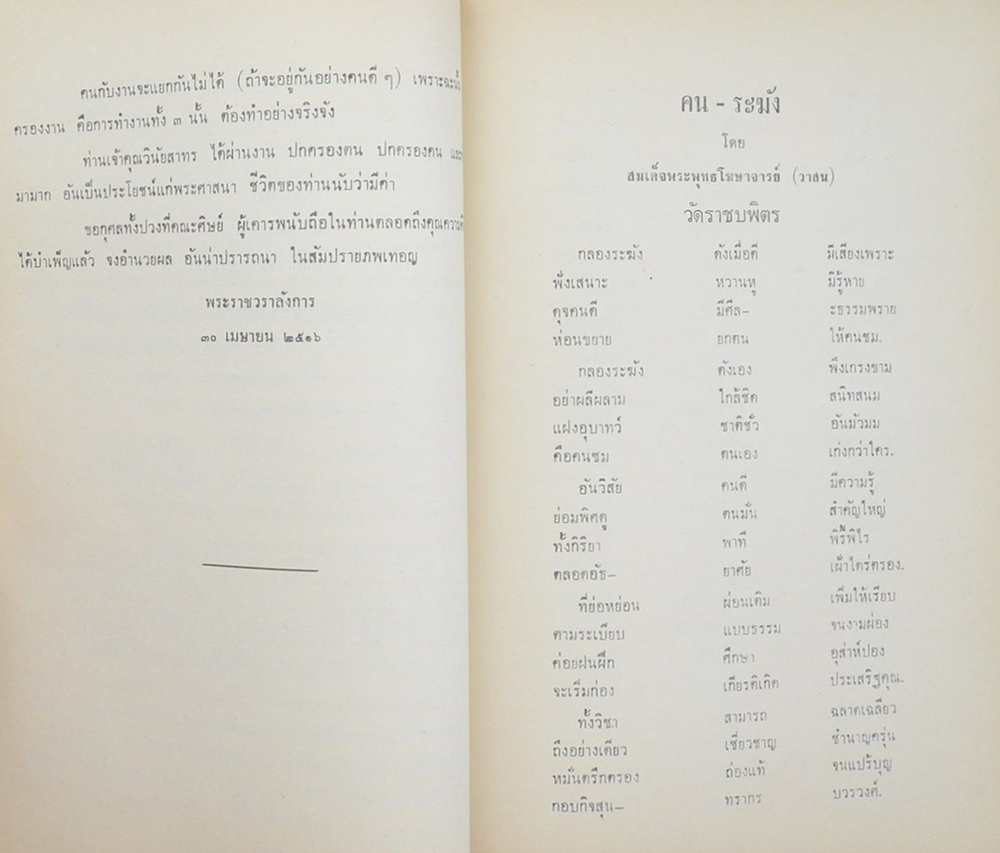 คนกับงานจะแยกกันไม่ได้ (ถ้าจะอยู่กันอย่างคนดี ๆ)
ครองงาน คือการทำงานทั้ง ๓ นั้น ต้องทำอย่างจริงจัง
ท่านเจ้าคุณวินัยสาทร ได้ผ่านงาน ปกครองตน ปกครองคน
มามาก อันเป็นประโยชน์แก่พระศาสนา ชีวิตของท่านนับว่ามีค่า
ขอกุศลทั้งปวงที่คณะศิษย์ ผู้เคารพนับถือในท่านตลอดถึงคุณความดี
ได้บำเพ็ญแล้ว จงอำนวยผล อันน่าปรารถนา ในสัมปรายภพเทอญ
พระราชวราลังการ
๓๐ เมษายน ๒๕๑๖
คน - ระฆัง
โดย
สมเด็จพระพุทธโฆษาจารย์ (วาสน)
วัดราชบพิตร
กลองระฆัง ดังเมื่อตี มีเสียงเพราะ
ฟังเสนาะ หวานหู มิรู้หาย
ดุจคนดี มีศีล- ะธรรมพราย
ห่อนขยาย ยกตน ให้คนชม.
กลองระฆัง ดังเอง พึงเกรงขาม
อย่าผลีผลาม ใกล้ชิด สนิทสนม
แฝงอุบาทว์ ชาติชั่ว อันมัวมม
คือคนชม ตนเอง เก่งกว่าใคร.
อันวิสัย คนดี มีความรู้
ย่อมพิศดู ตนมั่น สำคัญใหญ่
ทั้งกิริยา พาที พิรี้พิไร
ตลอดอัธ- ยาศัย เฝ้าไตร่ตรอง.
ที่ย่อหย่อน ผ่อนเติม เพิ่มให้เรียบ
ตามระเบียบ แบบธรรม จนงามผ่อง
ค่อยฝนฝึก ศึกษา อุส่าห์ปอง
จะเริ่มก่อง เกียรติเกิด ประเสริฐคุณ.
ทั้งวิชา สามารถ ฉลาดเฉลียว
ถึงอย่างเดียว เชี่ยวชาญ ชำนาญครุ่น
หมั่นตรึกตรอง ถ่องแท้ จนแปร้บุญ
กอบกิจสุน- ทรากร บวรวงศ์.